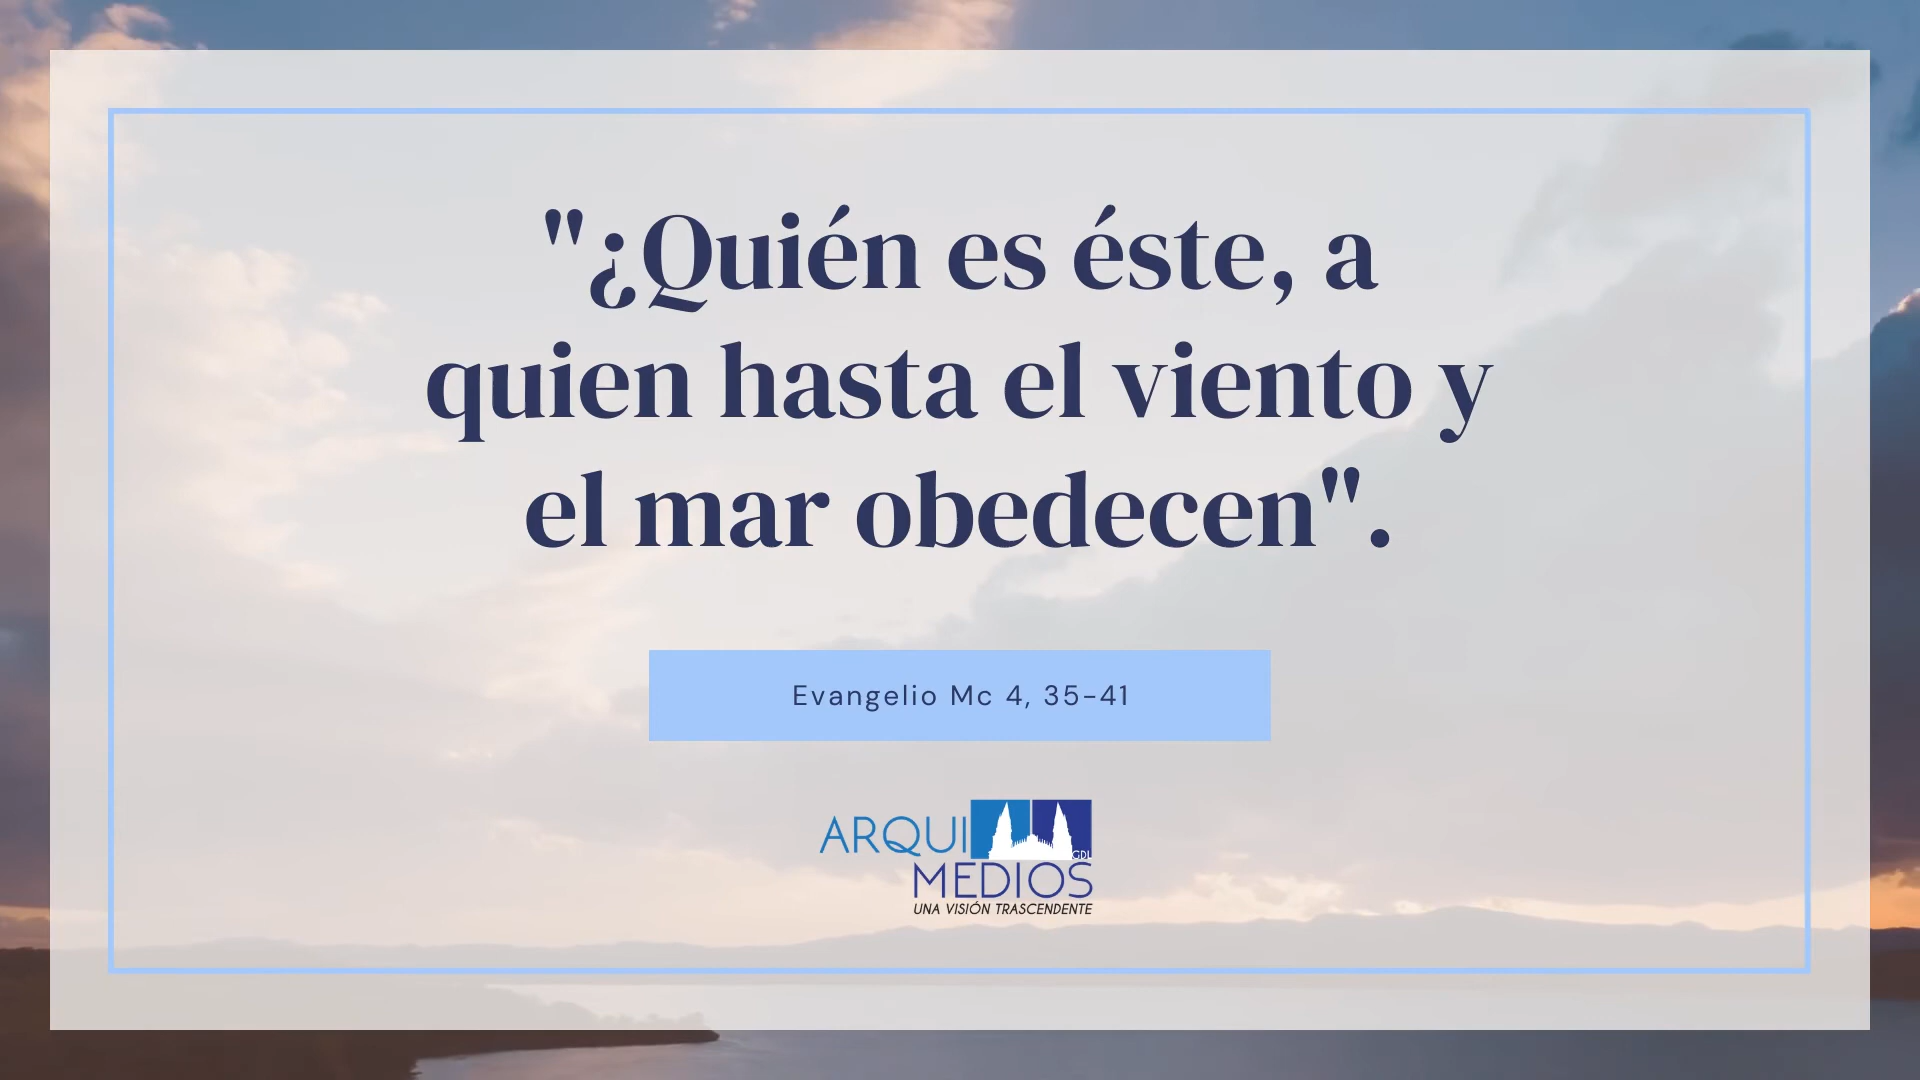 "¿Quién es éste, a
quien hasta el viento y
el mar obedecen".
Evangelio Mc 4, 35-41
ARQUI
GDL
MEDIOS
UNA VISIÓN TRASCENDENTE